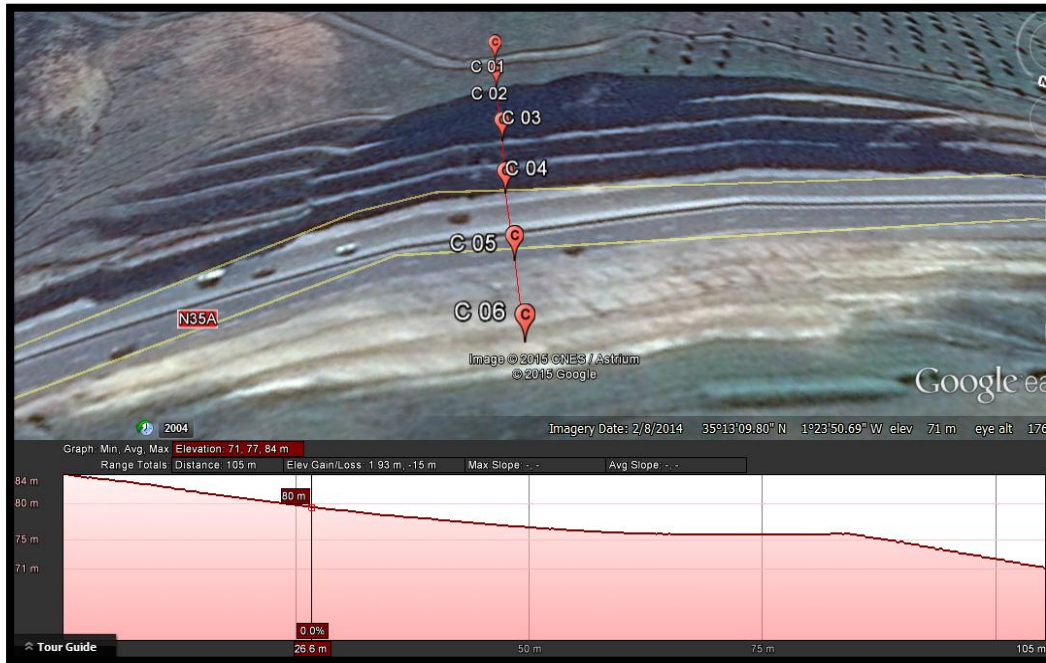 C
C 01
C 02
C 03
C 04
C 05 C
C 06 C
N35A
Image © 2015 CNES / Astrium
© 2015 Google
Google ea
2004
Imagery Date: 2/8/2014 35°13'09.80" N 1°23'50.69" W elev 71 m eye alt 176
Graph: Min, Avg, Max Elevation: 71, 77, 84 m
Range Totals: Distance: 105 m Elev Gain/Loss: 1.93 m, -15 m Max Slope: -, - Avg Slope: -, -
84 m
80 m
80 m
75 m
71 m
0.0%
Tour Guide
26.6 m 50 m 75 m 105 m